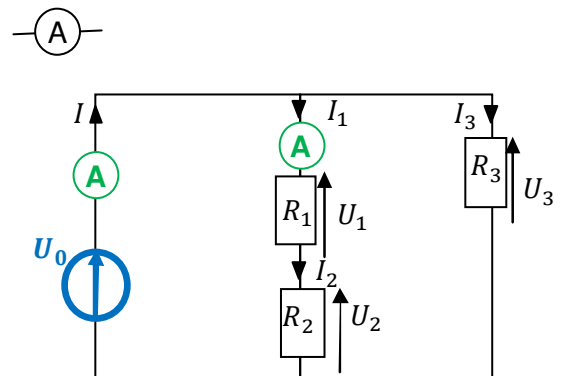 A
I
I₁
I₃
A
A
R₁
U₁
R₃
U₃
U₀
I₂
R₂
U₂